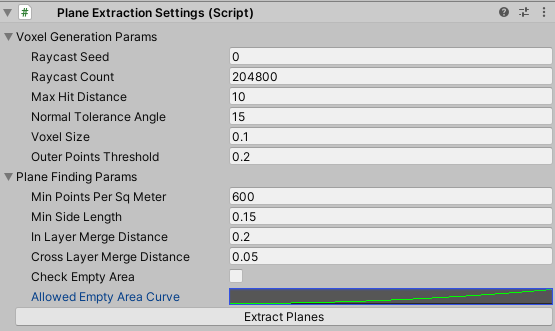 # Plane Extraction Settings (Script)
Voxel Generation Params
Raycast Seed 0
Raycast Count 204800
Max Hit Distance 10
Normal Tolerance Angle 15
Voxel Size 0.1
Outer Points Threshold 0.2
Plane Finding Params
Min Points Per Sq Meter 600
Min Side Length 0.15
In Layer Merge Distance 0.2
Cross Layer Merge Distance 0.05
Check Empty Area
Allowed Empty Area Curve
Extract Planes